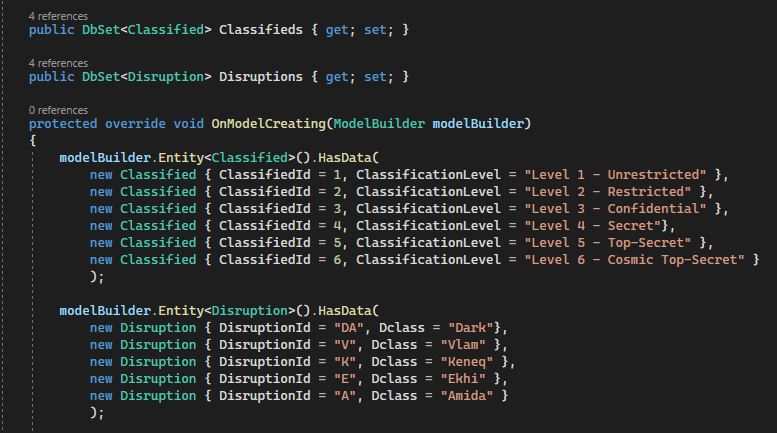 4 references
public DbSet<Classified> Classifieds { get; set; }
4 references
public DbSet<Disruption> Disruptions { get; set; }
0 references
protected override void OnModelCreating(ModelBuilder modelBuilder)
{
modelBuilder.Entity<Classified>().HasData(
new Classified { ClassifiedId = 1, ClassificationLevel = "Level 1 - Unrestricted" },
new Classified { ClassifiedId = 2, ClassificationLevel = "Level 2 - Restricted" },
new Classified { ClassifiedId = 3, ClassificationLevel = "Level 3 - Confidential" },
new Classified { ClassifiedId = 4, ClassificationLevel = "Level 4 - Secret"},
new Classified { ClassifiedId = 5, ClassificationLevel = "Level 5 - Top-Secret" },
new Classified { ClassifiedId = 6, ClassificationLevel = "Level 6 - Cosmic Top-Secret" }
);
modelBuilder.Entity<Disruption>().HasData(
new Disruption { DisruptionId = "DA", Dclass = "Dark"},
new Disruption { DisruptionId = "V", Dclass = "Vlam" },
new Disruption { DisruptionId = "K", Dclass = "Keneq" },
new Disruption { DisruptionId = "E", Dclass = "Ekhi" },
new Disruption { DisruptionId = "A", Dclass = "Amida" }
);